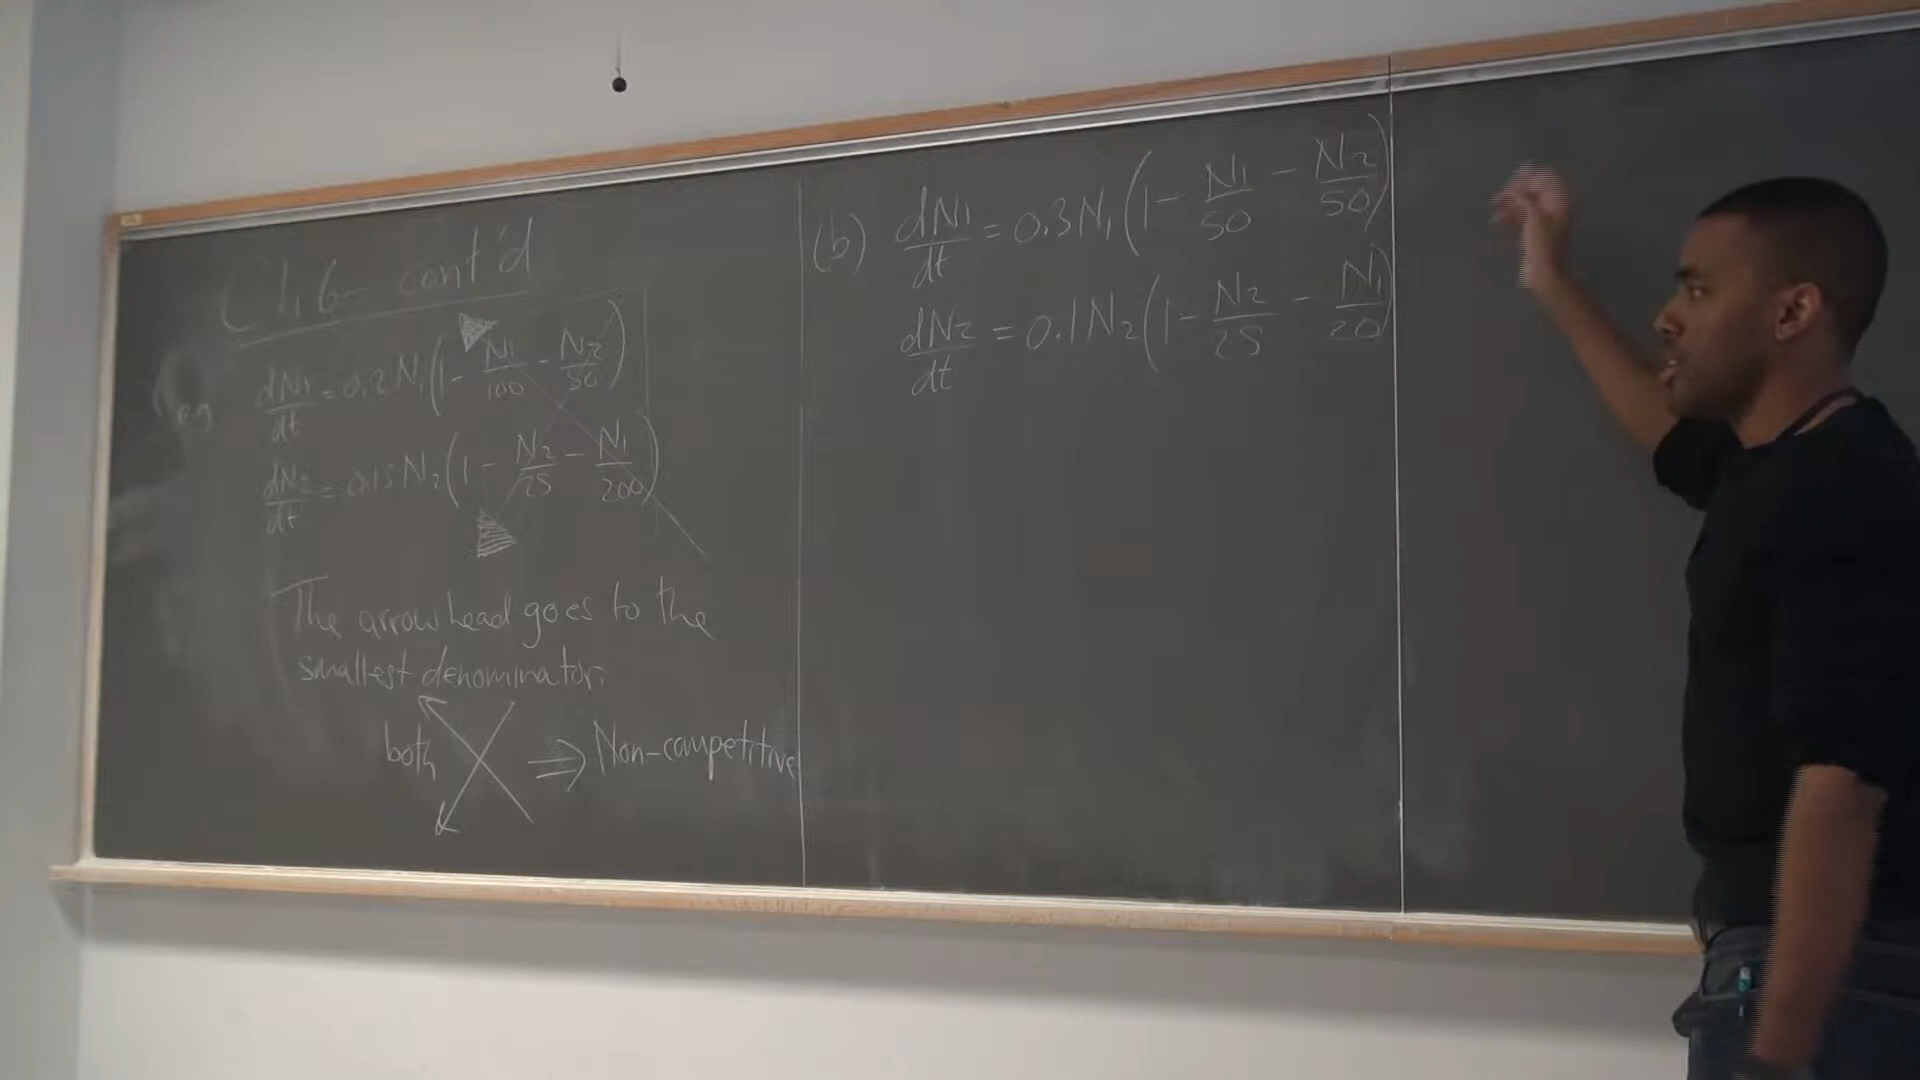 Ch. 6 - cont'd
e.g.
dN1/dt = 0.2 N1 (1 - N1/100 - N2/50)
dN2/dt = 0.15 N2 (1 - N2/25 - N1/200)
The arrowhead goes to the
smallest denominator.
both ⇒ Non-competitive
(b) dN1/dt = 0.3 N1 (1 - N1/50 - N2/50)
dN2/dt = 0.1 N2 (1 - N2/25 - N1/20)